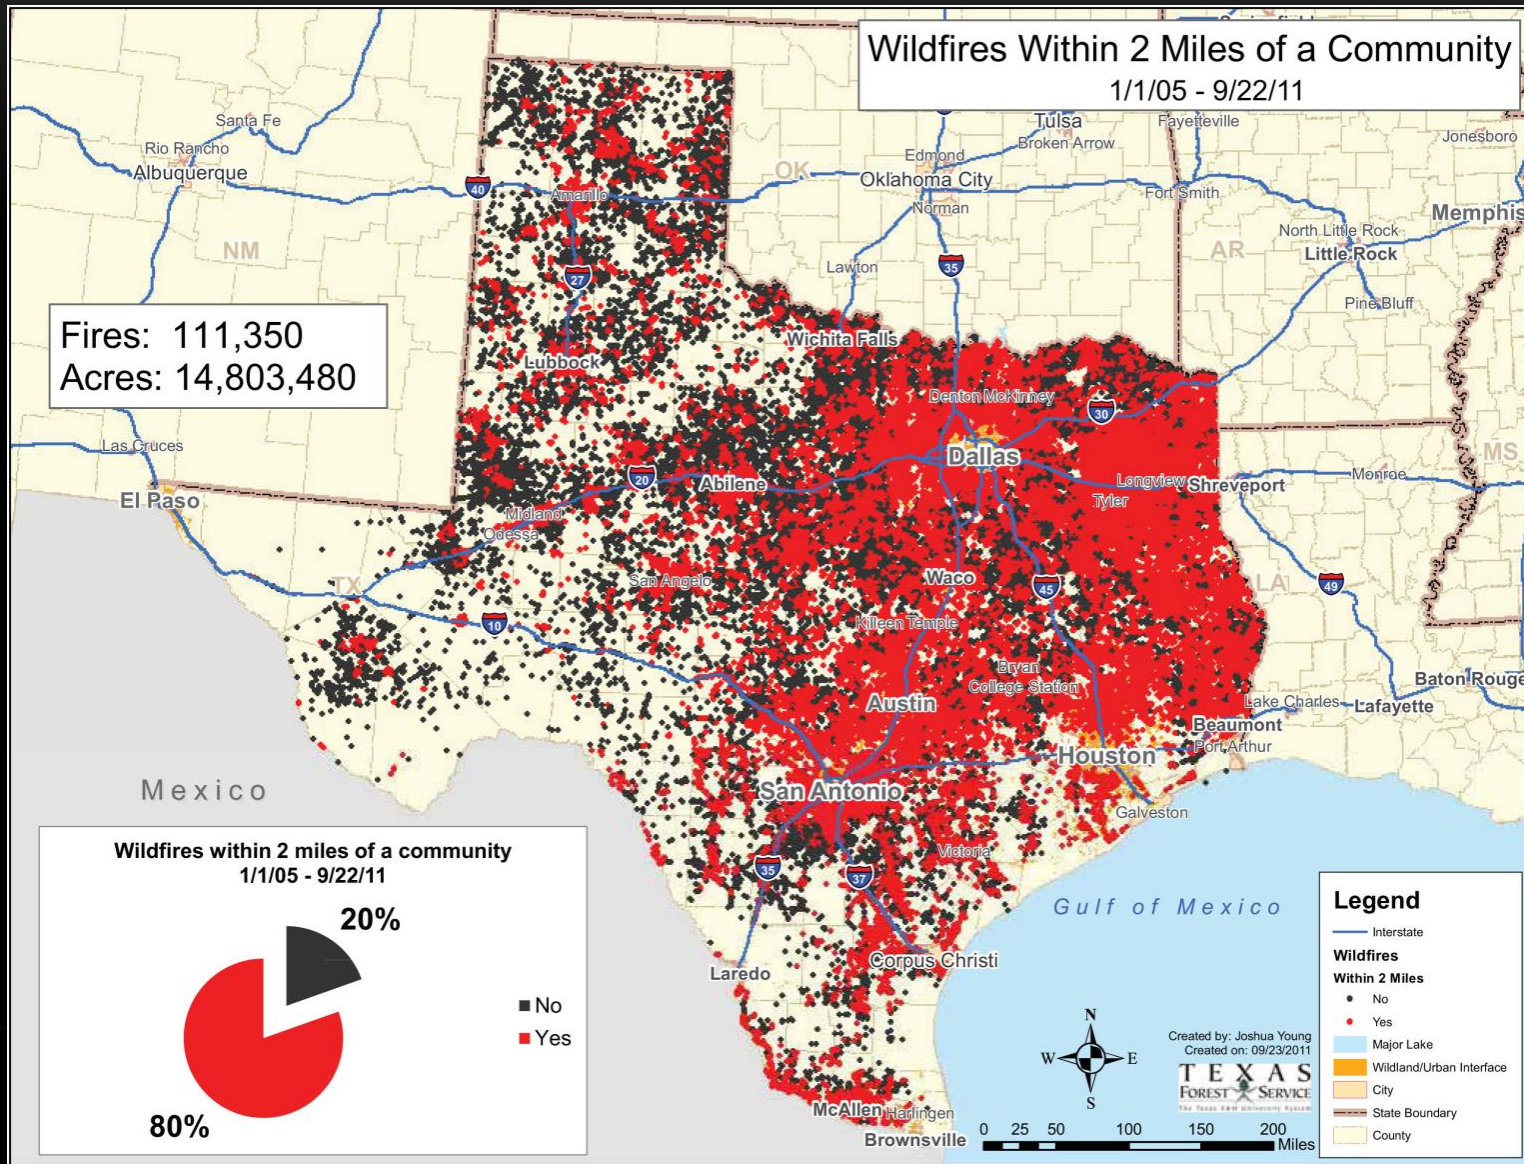 Wildfires Within 2 Miles of a Community
1/1/05 - 9/22/11
Santa Fe
Rio Rancho
Albuquerque
40
Amarillo
OK
Edmond
Oklahoma City
Norman
Tulsa
Broken Arrow
Fayetteville
Jonesboro
Fort Smith
Memphis
North Little Rock
Little Rock
AR
Pine Bluff
NM
27
Lawton
35
Fires: 111,350
Acres: 14,803,480
Lubbock
Wichita Falls
Denton McKinney
30
Las Cruces
El Paso
20
Abilene
Dallas
Longview
Shreveport
Tyler
Monroe
MS
Midland
Odessa
TX
San Angelo
Waco
45
LA
49
10
Killeen Temple
Bryan
College Station
Austin
Baton Rouge
Lake Charles
Lafayette
Beaumont
Port Arthur
Houston
San Antonio
Galveston
Mexico
Victoria
35
37
Gulf of Mexico
Corpus Christi
Laredo
McAllen
Harlingen
Brownsville
Wildfires within 2 miles of a community
1/1/05 - 9/22/11
20%
80%
No
Yes
N
W
E
S
Created by: Joshua Young
Created on: 09/23/2011
TEXAS
FOREST SERVICE
The Texas A&M University System
0 25 50 100 150 200
Miles
Legend
Interstate
Wildfires
Within 2 Miles
No
Yes
Major Lake
Wildland/Urban Interface
City
State Boundary
County